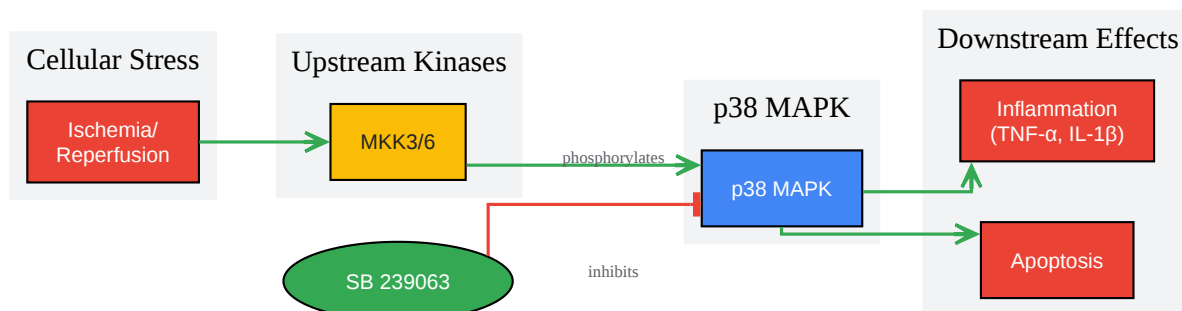 Cellular Stress
Ischemia/
Reperfusion
Upstream Kinases
MKK3/6
phosphorylates
p38 MAPK
p38 MAPK
Downstream Effects
Inflammation
(TNF-α, IL-1β)
Apoptosis
SB 239063
inhibits